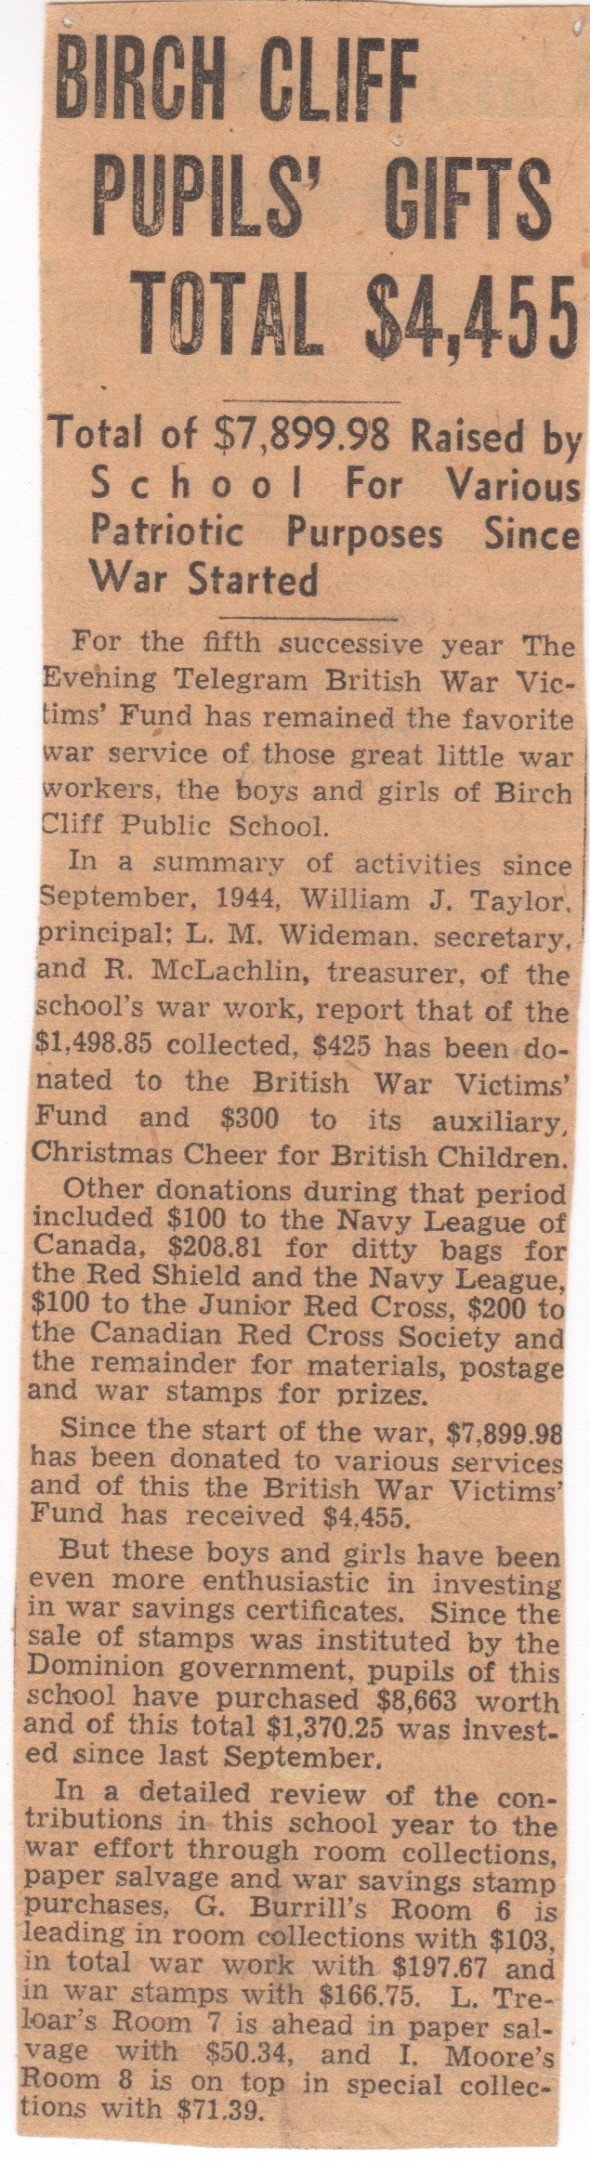 BIRCH CLIFF
PUPILS' GIFTS
TOTAL $4,455
Total of $7,899.98 Raised by
School For Various
Patriotic Purposes Since
War Started
For the fifth successive year The
Evening Telegram British War Vic-
tims' Fund has remained the favorite
war service of those great little war
workers, the boys and girls of Birch
Cliff Public School.
In a summary of activities since
September, 1944, William J. Taylor,
principal; L. M. Wideman, secretary,
and R. McLachlin, treasurer, of the
school's war work, report that of the
$1,498.85 collected, $425 has been do-
nated to the British War Victims'
Fund and $300 to its auxiliary,
Christmas Cheer for British Children.
Other donations during that period
included $100 to the Navy League of
Canada, $208.81 for ditty bags for
the Red Shield and the Navy League,
$100 to the Junior Red Cross, $200 to
the Canadian Red Cross Society and
the remainder for materials, postage
and war stamps for prizes.
Since the start of the war, $7,899.98
has been donated to various services
and of this the British War Victims'
Fund has received $4,455.
But these boys and girls have been
even more enthusiastic in investing
in war savings certificates. Since the
sale of stamps was instituted by the
Dominion government, pupils of this
school have purchased $8,663 worth
and of this total $1,370.25 was invest-
ed since last September.
In a detailed review of the con-
tributions in this school year to the
war effort through room collections,
paper salvage and war savings stamp
purchases, G. Burrill's Room 6 is
leading in room collections with $103,
in total war work with $197.67 and
in war stamps with $166.75. L. Tre-
loar's Room 7 is ahead in paper sal-
vage with $50.34, and I. Moore's
Room 8 is on top in special collec-
tions with $71.39.